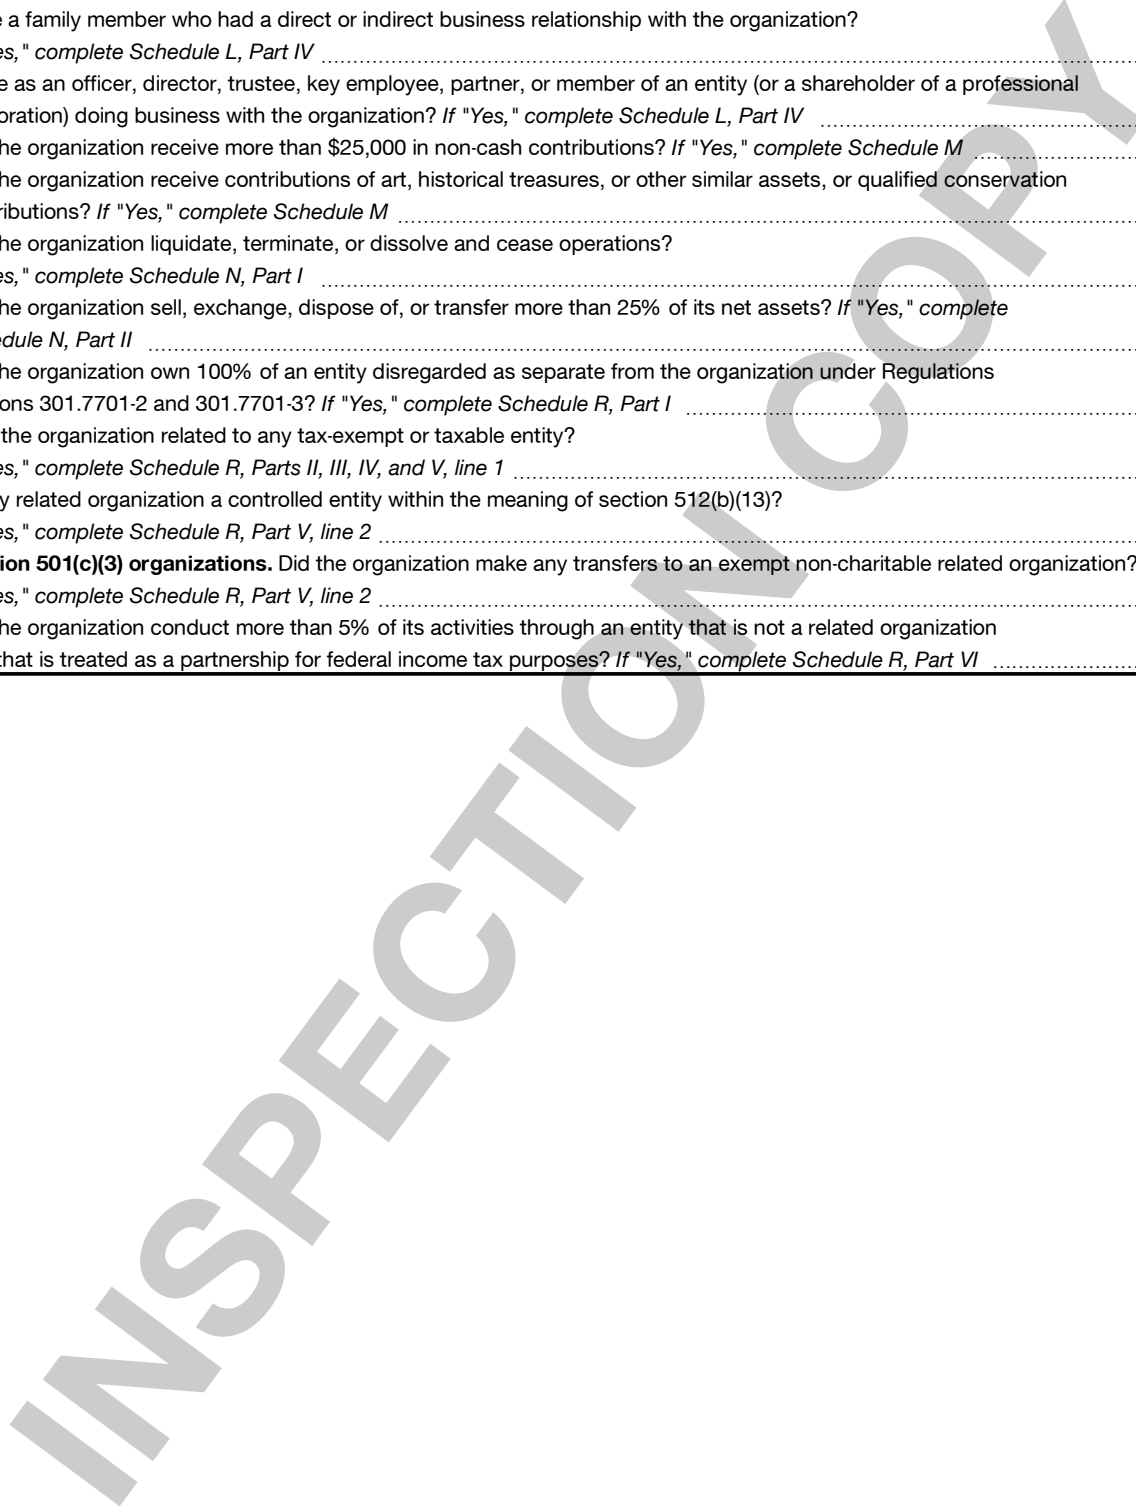 e a family member who had a direct or indirect business relationship with the organization?
es," complete Schedule L, Part IV
e as an officer, director, trustee, key employee, partner, or member of an entity (or a shareholder of a professional
oration) doing business with the organization? If "Yes," complete Schedule L, Part IV
he organization receive more than $25,000 in non-cash contributions? If "Yes," complete Schedule M
he organization receive contributions of art, historical treasures, or other similar assets, or qualified conservation
ributions? If "Yes," complete Schedule M
he organization liquidate, terminate, or dissolve and cease operations?
es," complete Schedule N, Part I
he organization sell, exchange, dispose of, or transfer more than 25% of its net assets? If "Yes," complete
edule N, Part II
he organization own 100% of an entity disregarded as separate from the organization under Regulations
ons 301.7701-2 and 301.7701-3? If "Yes," complete Schedule R, Part I
the organization related to any tax-exempt or taxable entity?
es," complete Schedule R, Parts II, III, IV, and V, line 1
y related organization a controlled entity within the meaning of section 512(b)(13)?
es," complete Schedule R, Part V, line 2
ion 501(c)(3) organizations. Did the organization make any transfers to an exempt non-charitable related organization?
es," complete Schedule R, Part V, line 2
he organization conduct more than 5% of its activities through an entity that is not a related organization
that is treated as a partnership for federal income tax purposes? If "Yes," complete Schedule R, Part VI
INSPECTION COPY